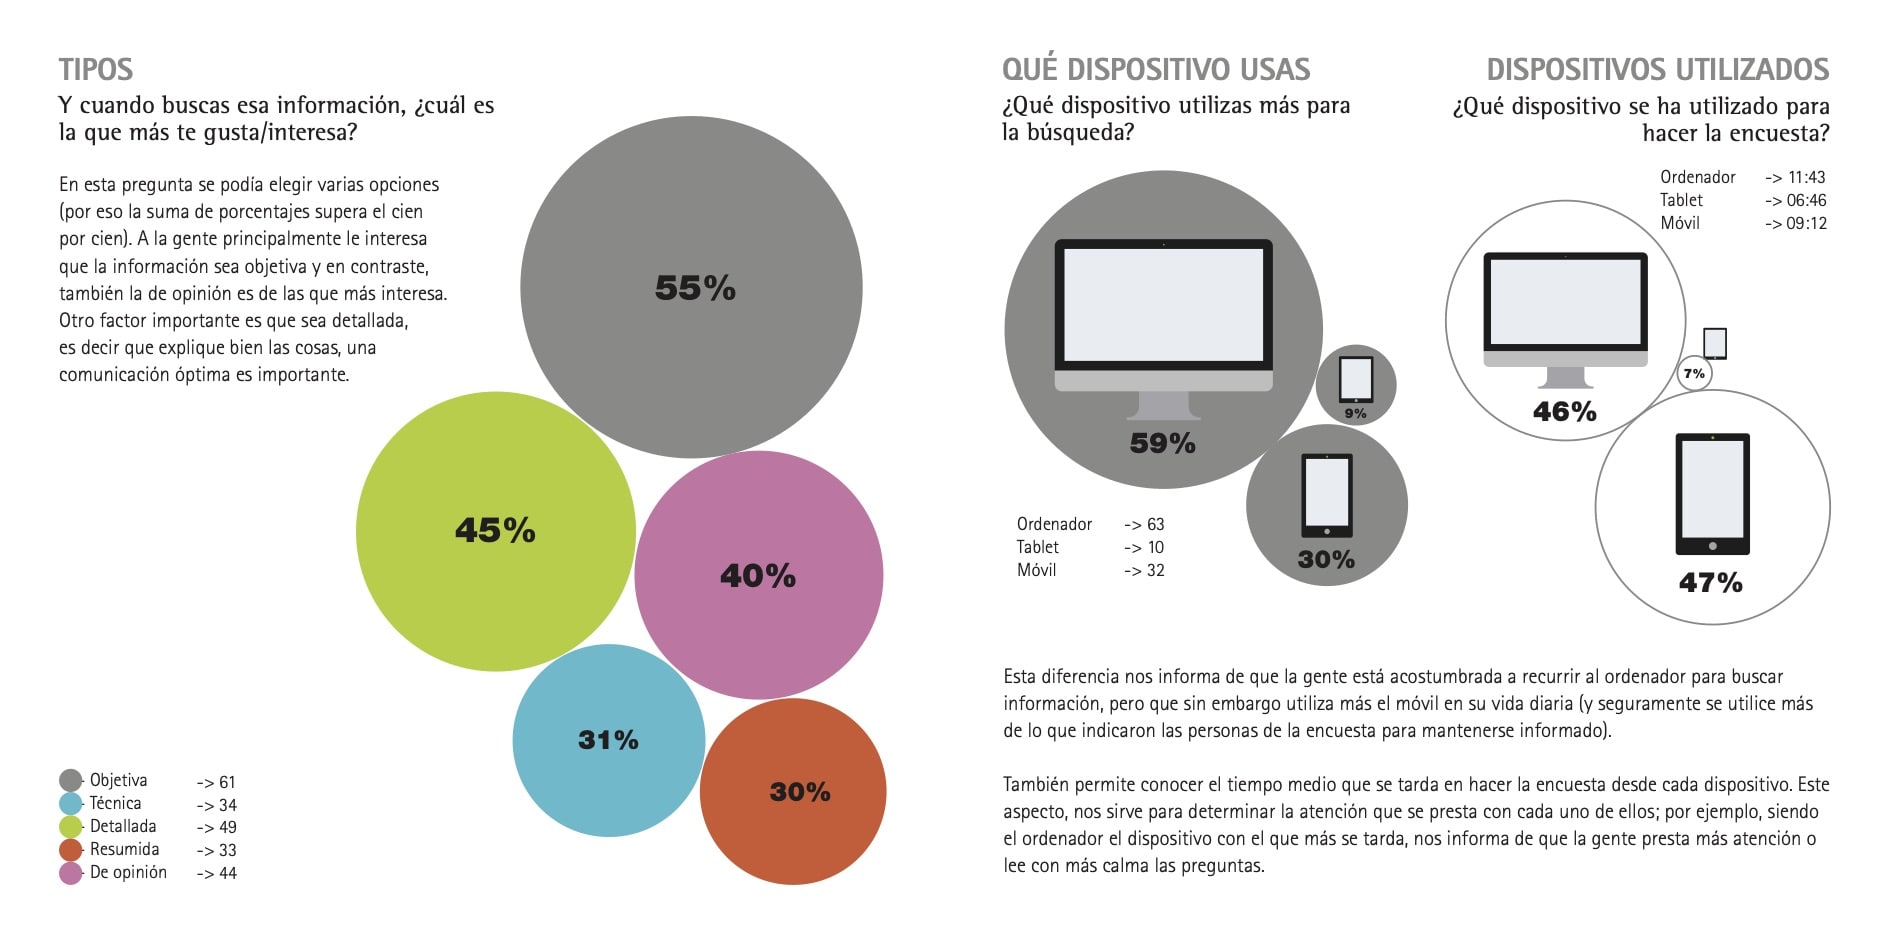 TIPOS
Y cuando buscas esa información, ¿cuál es
la que más te gusta/interesa?
En esta pregunta se podía elegir varias opciones
(por eso la suma de porcentajes supera el cien
por cien). A la gente principalmente le interesa
que la información sea objetiva y en contraste,
también la de opinión es de las que más interesa.
Otro factor importante es que sea detallada,
es decir que explique bien las cosas, una
comunicación óptima es importante.
55%
45%
40%
31%
30%
Objetiva -> 61
Técnica -> 34
Detallada -> 49
Resumida -> 33
De opinión -> 44
QUÉ DISPOSITIVO USAS
¿Qué dispositivo utilizas más para
la búsqueda?
59%
9%
30%
Ordenador -> 63
Tablet -> 10
Móvil -> 32
DISPOSITIVOS UTILIZADOS
¿Qué dispositivo se ha utilizado para
hacer la encuesta?
Ordenador -> 11:43
Tablet -> 06:46
Móvil -> 09:12
46%
7%
47%
Esta diferencia nos informa de que la gente está acostumbrada a recurrir al ordenador para buscar
información, pero que sin embargo utiliza más el móvil en su vida diaria (y seguramente se utilice más
de lo que indicaron las personas de la encuesta para mantenerse informado).
También permite conocer el tiempo medio que se tarda en hacer la encuesta desde cada dispositivo. Este
aspecto, nos sirve para determinar la atención que se presta con cada uno de ellos; por ejemplo, siendo
el ordenador el dispositivo con el que más se tarda, nos informa de que la gente presta más atención o
lee con más calma las preguntas.